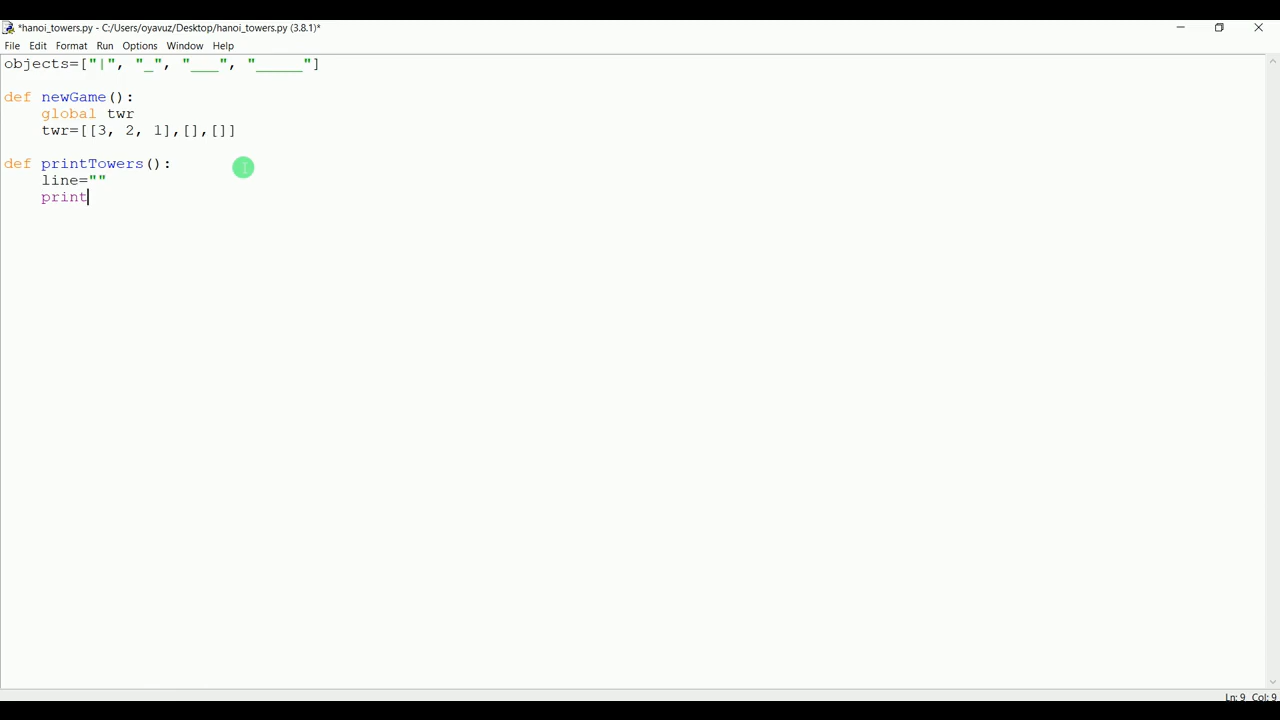 *hanoi_towers.py - C:/Users/oyavuz/Desktop/hanoi_towers.py (3.8.1)*
File Edit Format Run Options Window Help
objects=["|", "_", "___", "_____"]
def newGame():
    global twr
    twr=[[3, 2, 1],[],[]]
def printTowers():
    line=""
    print
Ln: 9 Col: 9